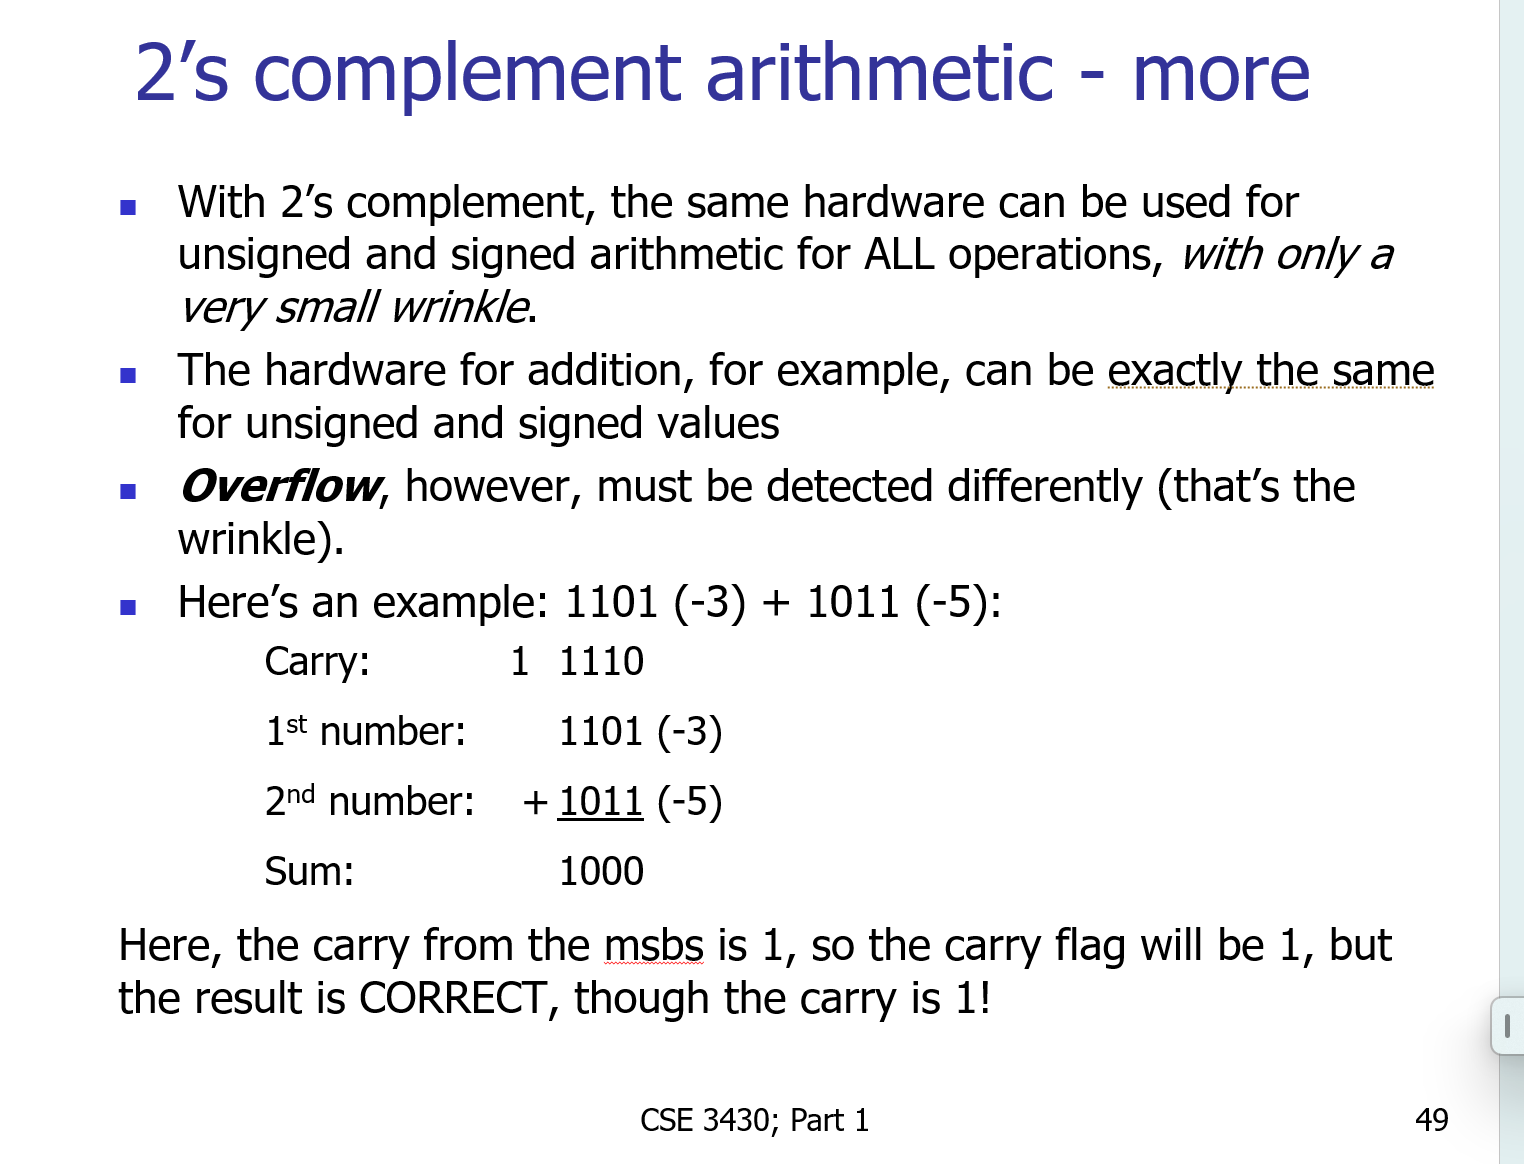 2’s complement arithmetic - more
With 2’s complement, the same hardware can be used for
unsigned and signed arithmetic for ALL operations, with only a
very small wrinkle.
The hardware for addition, for example, can be exactly the same
for unsigned and signed values
Overflow, however, must be detected differently (that’s the
wrinkle).
Here’s an example: 1101 (-3) + 1011 (-5):
Carry: 1 1110
1st number: 1101 (-3)
2nd number: + 1011 (-5)
Sum: 1000
Here, the carry from the msbs is 1, so the carry flag will be 1, but
the result is CORRECT, though the carry is 1!
CSE 3430; Part 1 49